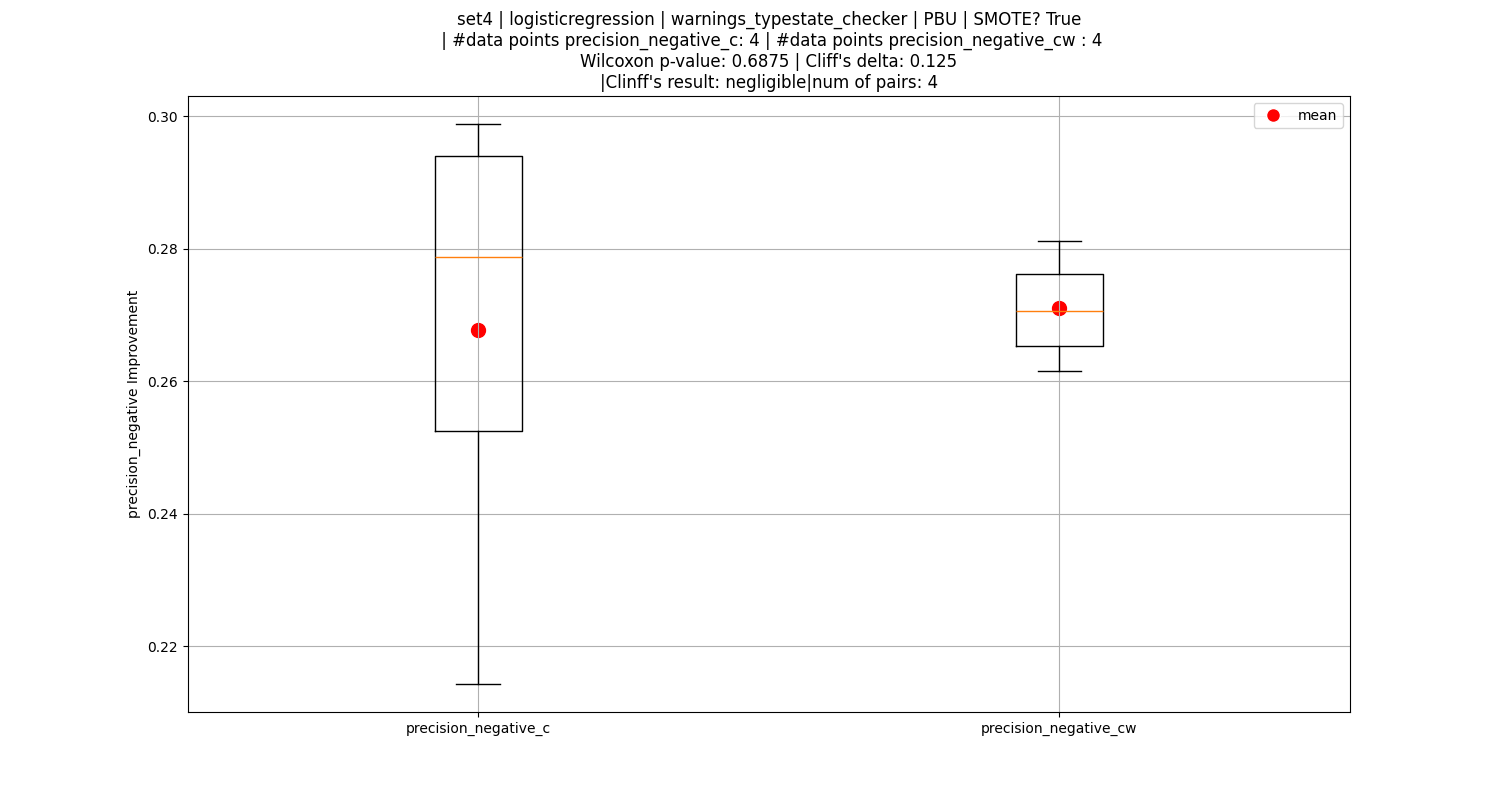 set4 | logisticregression | warnings_typestate_checker | PBU | SMOTE? True
| #data points precision_negative_c: 4 | #data points precision_negative_cw : 4
Wilcoxon p-value: 0.6875 | Cliff's delta: 0.125
|Clinff's result: negligible|num of pairs: 4
mean
0.30
0.28
0.26
0.24
0.22
precision_negative Improvement
precision_negative_c
precision_negative_cw